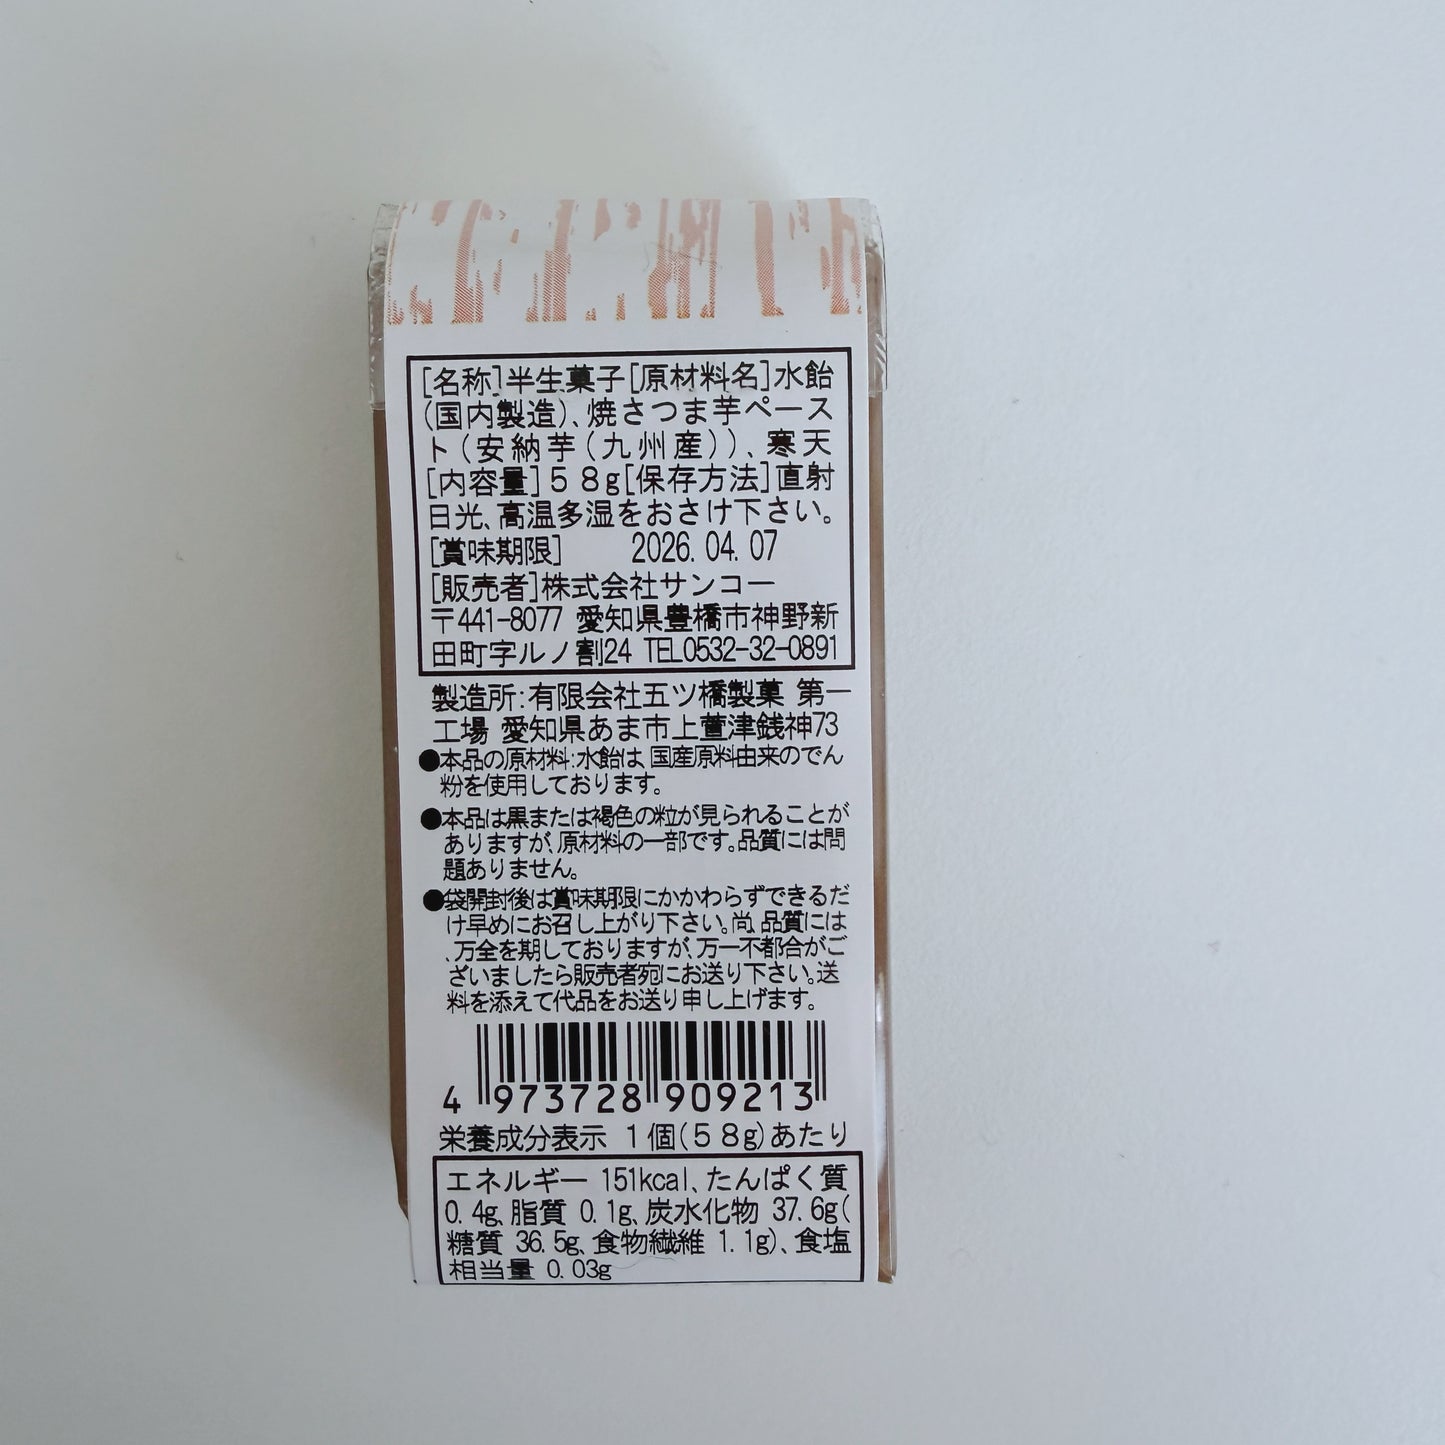 [名称]半生菓子[原材料名]水飴
(国内製造)、焼さつま芋ペース
ト(安納芋(九州産))、寒天
[内容量]58g[保存方法]直射
日光、高温多湿をおさけ下さい。
[賞味期限] 2026.04.07
[販売者]株式会社サンコー
〒441-8077 愛知県豊橋市神野新
田町字ルノ割24 TEL0532-32-0891
製造所:有限会社五ツ橋製菓 第一
工場 愛知県あま市上萱津銭神73
●本品の原材料:水飴は、国産原料由来のでん
粉を使用しております。
●本品は黒または褐色の粒が見られることが
ありますが、原材料の一部です。品質には問
題ありません。
●袋開封後は賞味期限にかかわらずできるだ
け早めにお召し上がり下さい。尚、品質には
、万全を期しておりますが、万一不都合がご
ざいましたら販売者宛にお送り下さい。送
料を添えて代品をお送り申し上げます。
4 973728 909213
栄養成分表示 1個(58g)あたり
エネルギー 151kcal、たんぱく質
0.4g、脂質 0.1g、炭水化物 37.6g(
糖質 36.5g、食物繊維 1.1g)、食塩
相当量 0.03g